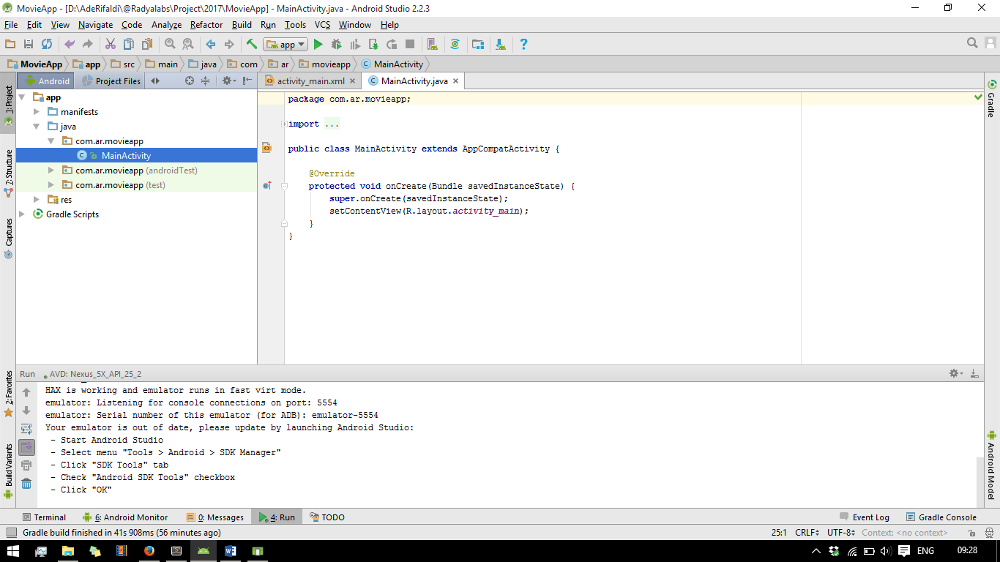 MovieApp - [D:\AdeRifaldi\@Radyalabs\Project\2017\MovieApp] - MainActivity.java - Android Studio 2.2.3
File Edit View Navigate Code Analyze Refactor Build Run Tools VCS Window Help
app
MovieApp app src main java com ar movieapp MainActivity
Android Project Files
activity_main.xml MainActivity.java
1: Project
7: Structure
Captures
2: Favorites
Build Variants
app
manifests
java
com.ar.movieapp
MainActivity
com.ar.movieapp (androidTest)
com.ar.movieapp (test)
res
Gradle Scripts
package com.ar.movieapp;
import ...
public class MainActivity extends AppCompatActivity {
@Override
protected void onCreate(Bundle savedInstanceState) {
super.onCreate(savedInstanceState);
setContentView(R.layout.activity_main);
}
}
Gradle
Android Model
Run AVD: Nexus_5X_API_25_2
HAX is working and emulator runs in fast virt mode.
emulator: Listening for console connections on port: 5554
emulator: Serial number of this emulator (for ADB): emulator-5554
Your emulator is out of date, please update by launching Android Studio:
- Start Android Studio
- Select menu "Tools > Android > SDK Manager"
- Click "SDK Tools" tab
- Check "Android SDK Tools" checkbox
- Click "OK"
Terminal 6: Android Monitor 0: Messages 4: Run TODO Event Log Gradle Console
Gradle build finished in 41s 908ms (56 minutes ago) 25:1 CRLF UTF-8 Context: <no context>
ENG 09:28